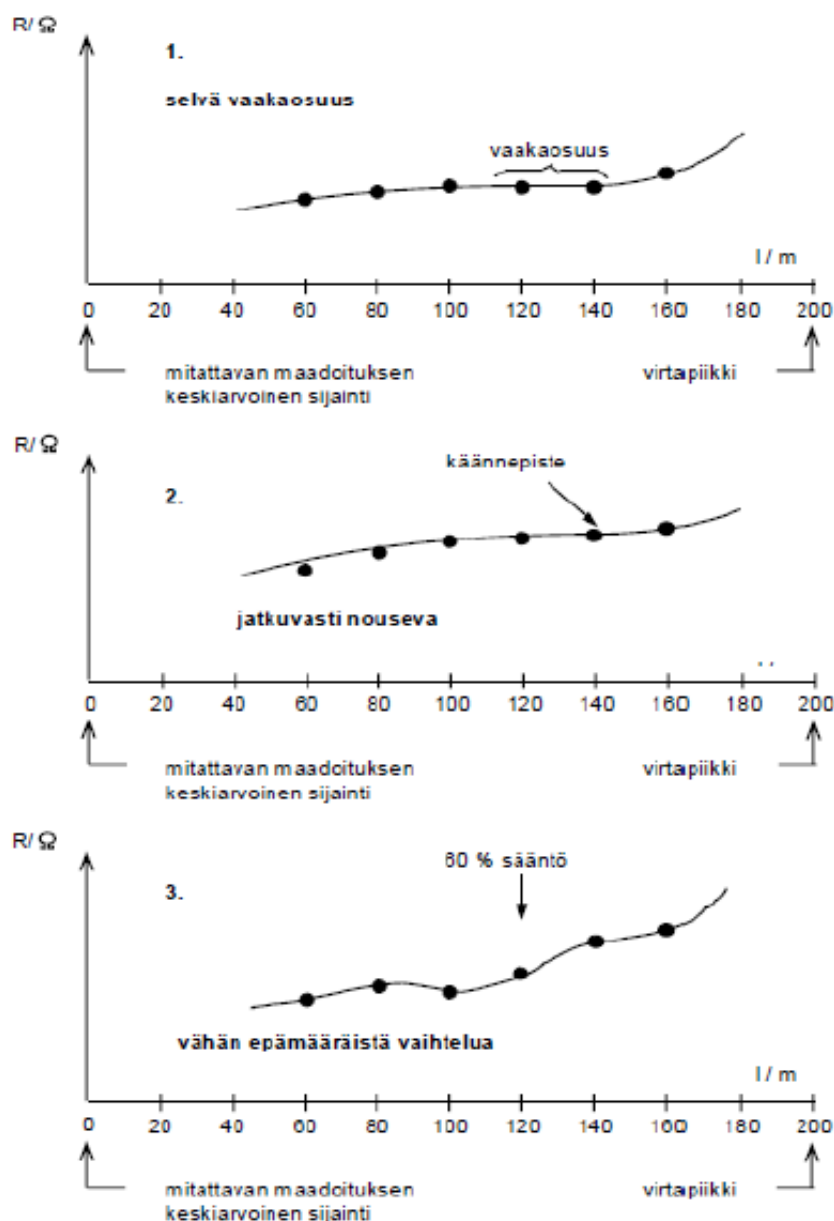 R/ Ω
1.
selvä vaakaosuus
vaakaosuus
l / m
0 20 40 60 80 100 120 140 160 180 200
mitattavan maadoituksen
keskiarvoinen sijainti
virtapiikki
R/ Ω
käännepiste
2.
jatkuvasti nouseva
0 20 40 60 80 100 120 140 160 180 200
mitattavan maadoituksen
keskiarvoinen sijainti
virtapiikki
R/ Ω
60 % sääntö
3.
vähän epämääräistä vaihtelua
l / m
0 20 40 60 80 100 120 140 160 180 200
mitattavan maadoituksen
keskiarvoinen sijainti
virtapiikki